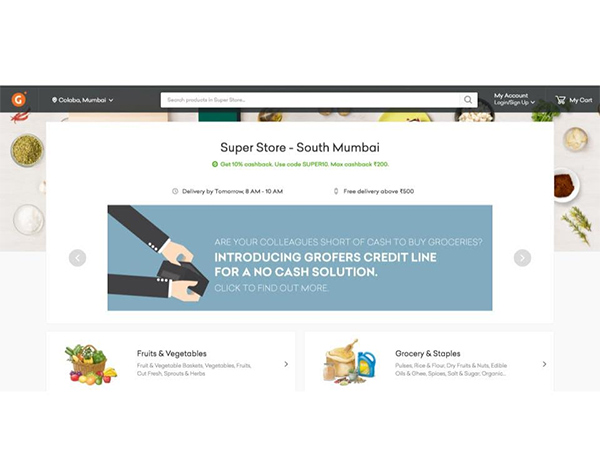 G
Colaba, Mumbai
Search products in Super Store..
My Account
Login/Sign Up
My Cart
Super Store - South Mumbai
Get 10% cashback. Use code SUPER10. Max cashback ₹200.
Delivery by Tomorrow, 8 AM - 10 AM
Free delivery above ₹500
ARE YOUR COLLEAGUES SHORT OF CASH TO BUY GROCERIES?
INTRODUCING GROFERS CREDIT LINE
FOR A NO CASH SOLUTION.
CLICK TO FIND OUT MORE.
Fruits & Vegetables
Fruit & Vegetable Baskets, Vegetables, Fruits,
Cut Fresh, Sprouts & Herbs
Grocery & Staples
Pulses, Rice & Flour, Dry Fruits & Nuts, Edible
Oils & Ghee, Spices, Salt & Sugar, Organic..